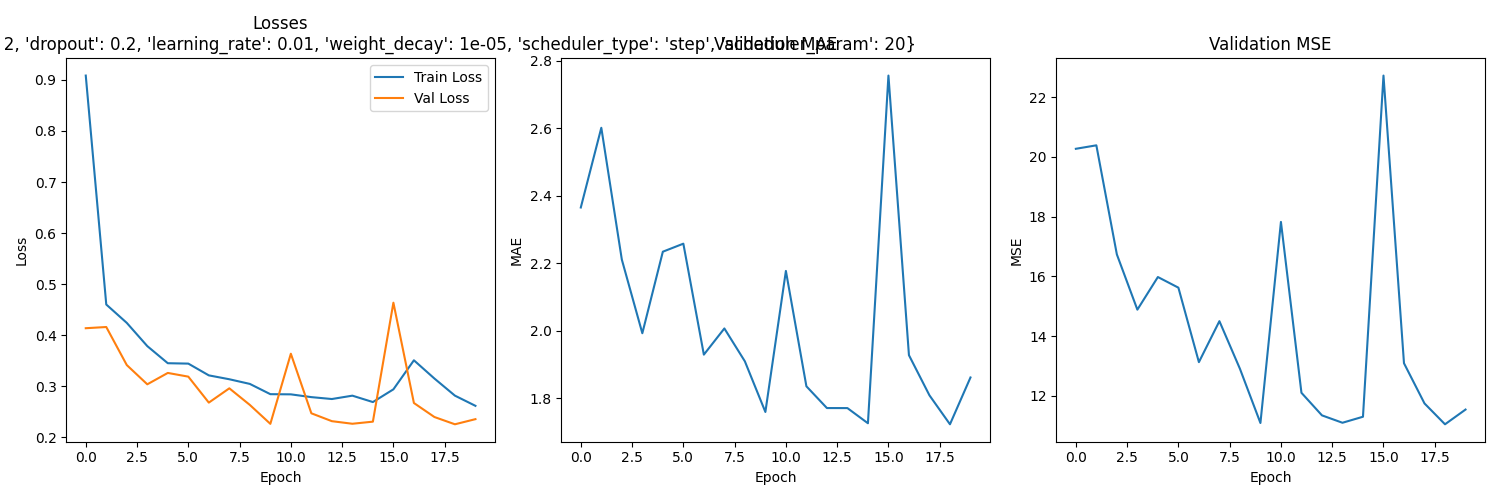 Losses
2, 'dropout': 0.2, 'learning_rate': 0.01, 'weight_decay': 1e-05, 'scheduler_type': 'step', 'scheduler_param': 20}
0.9
0.8
0.7
0.6
0.5
0.4
0.3
0.2
Loss
Train Loss
Val Loss
0.0 2.5 5.0 7.5 10.0 12.5 15.0 17.5
Epoch
Validation MAE
2.8
2.6
2.4
2.2
2.0
1.8
MAE
0.0 2.5 5.0 7.5 10.0 12.5 15.0 17.5
Epoch
Validation MSE
22
20
18
16
14
12
MSE
0.0 2.5 5.0 7.5 10.0 12.5 15.0 17.5
Epoch